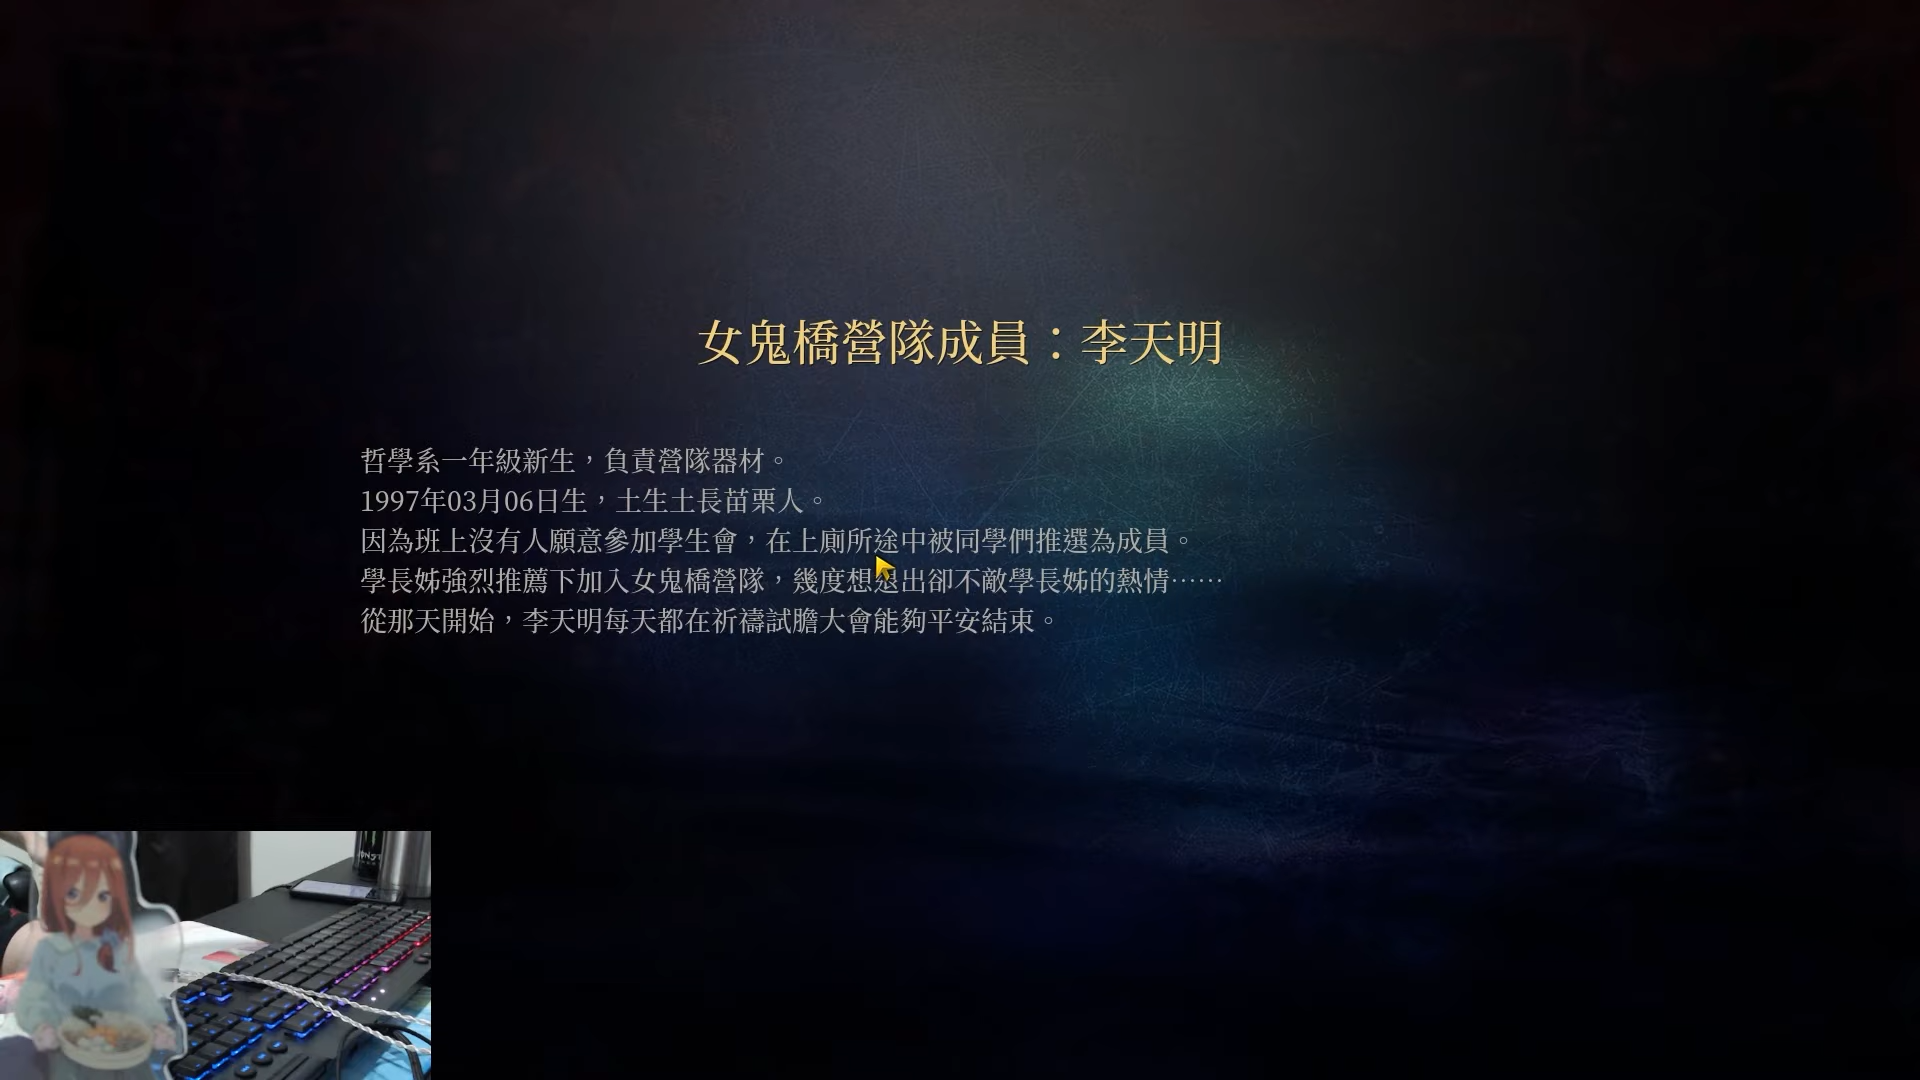 女鬼橋營隊成員：李天明
哲學系一年級新生，負責營隊器材。
1997年03月06日生，土生土長苗栗人。
因為班上沒有人願意參加學生會，在上廁所途中被同學們推選為成員。
學長姊強烈推薦下加入女鬼橋營隊，幾度想退出卻不敵學長姊的熱情⋯⋯
從那天開始，李天明每天都在祈禱試膽大會能夠平安結束。